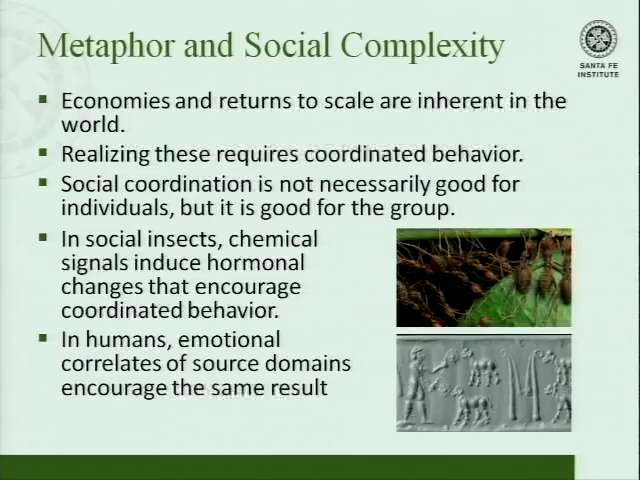 Metaphor and Social Complexity
SANTA FE
INSTITUTE
Economies and returns to scale are inherent in the
world.
Realizing these requires coordinated behavior.
Social coordination is not necessarily good for
individuals, but it is good for the group.
In social insects, chemical
signals induce hormonal
changes that encourage
coordinated behavior.
In humans, emotional
correlates of source domains
encourage the same result